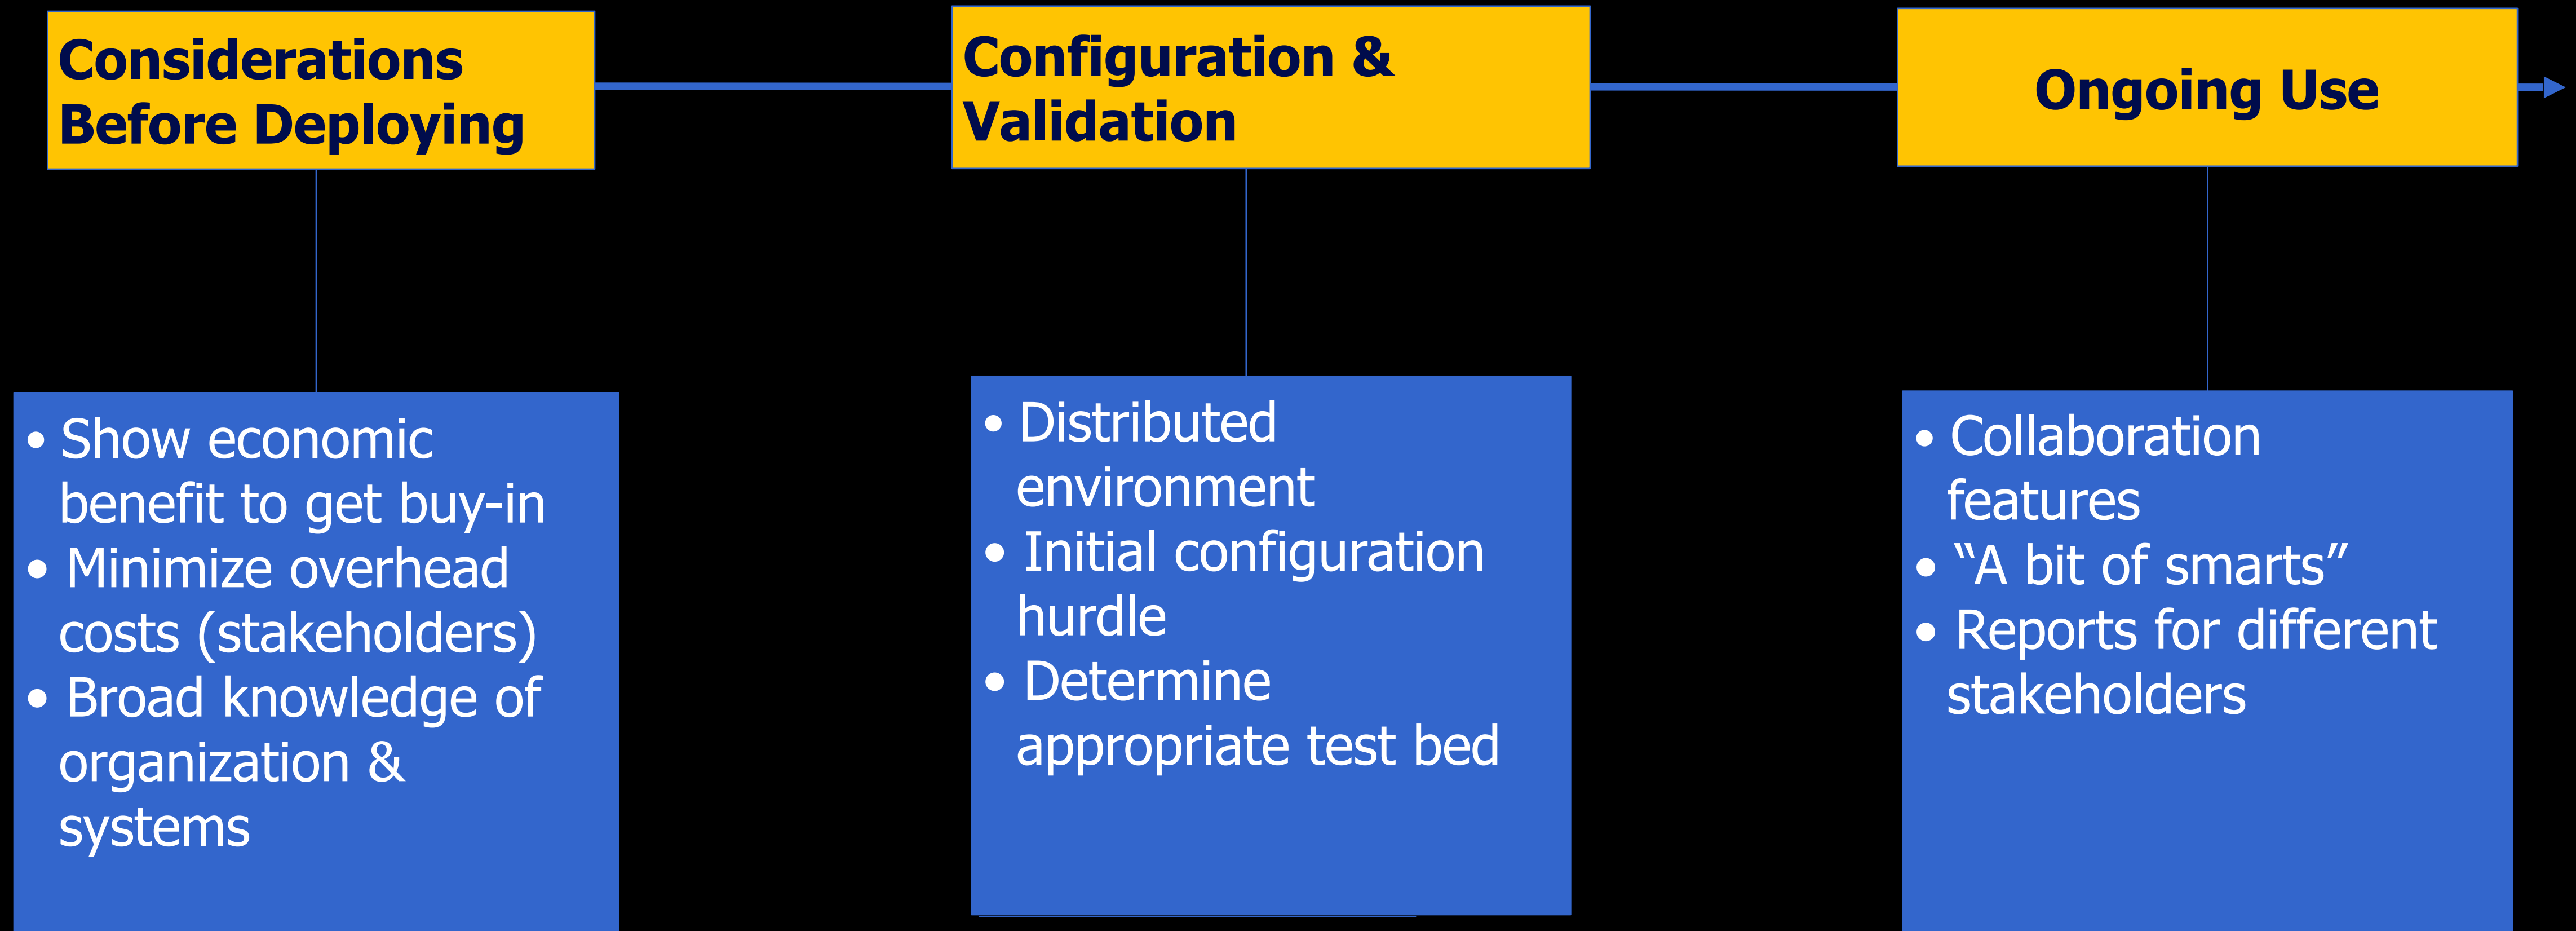 Considerations
Before Deploying
Configuration &
Validation
Ongoing Use
• Show economic
benefit to get buy-in
• Minimize overhead
costs (stakeholders)
• Broad knowledge of
organization &
systems
• Distributed
environment
• Initial configuration
hurdle
• Determine
appropriate test bed
• Collaboration
features
• “A bit of smarts”
• Reports for different
stakeholders